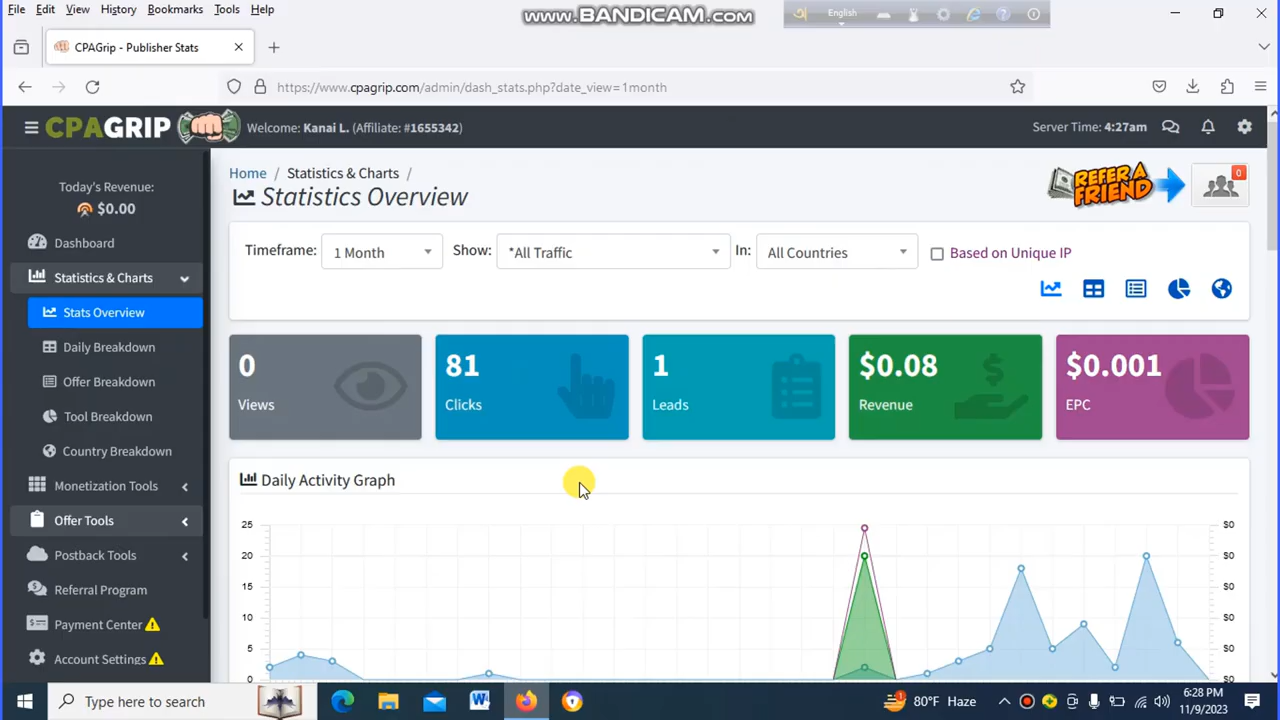 File Edit View History Bookmarks Tools Help
www.BANDICAM.com
English
CPAGrip - Publisher Stats
https://www.cpagrip.com/admin/dash_stats.php?date_view=1month
CPAGRIP
Welcome: Kanai L. (Affiliate: #1655342)
Server Time: 4:27am
Today's Revenue:
$0.00
Dashboard
Statistics & Charts
Stats Overview
Daily Breakdown
Offer Breakdown
Tool Breakdown
Country Breakdown
Monetization Tools
Offer Tools
Postback Tools
Referral Program
Payment Center
Account Settings
Home / Statistics & Charts /
Statistics Overview
REFER A FRIEND
0
Timeframe: 1 Month Show: *All Traffic In: All Countries Based on Unique IP
0
Views
81
Clicks
1
Leads
$0.08
Revenue
$0.001
EPC
Daily Activity Graph
25
20
15
10
5
0
$0
$0
$0
$0
$0
$0
Type here to search
80°F Haze
6:28 PM
11/9/2023